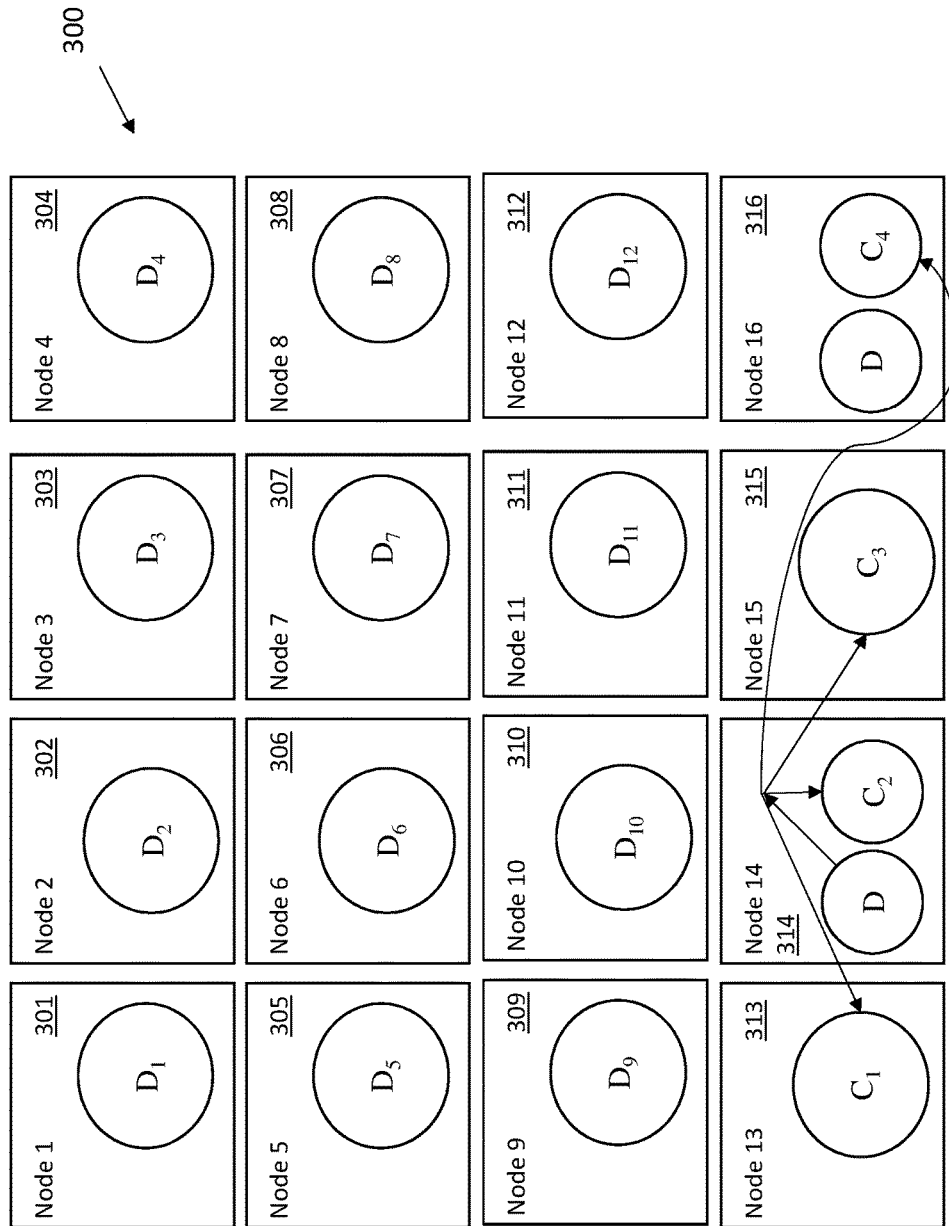 300
Node 1
301
D₁
Node 2
302
D₂
Node 3
303
D₃
Node 4
304
D₄
Node 5
305
D₅
Node 6
306
D₆
Node 7
307
D₇
Node 8
308
D₈
Node 9
309
D₉
Node 10
310
D₁₀
Node 11
311
D₁₁
Node 12
312
D₁₂
Node 13
313
C₁
Node 14
314
D
C₂
Node 15
315
C₃
Node 16
316
D
C₄